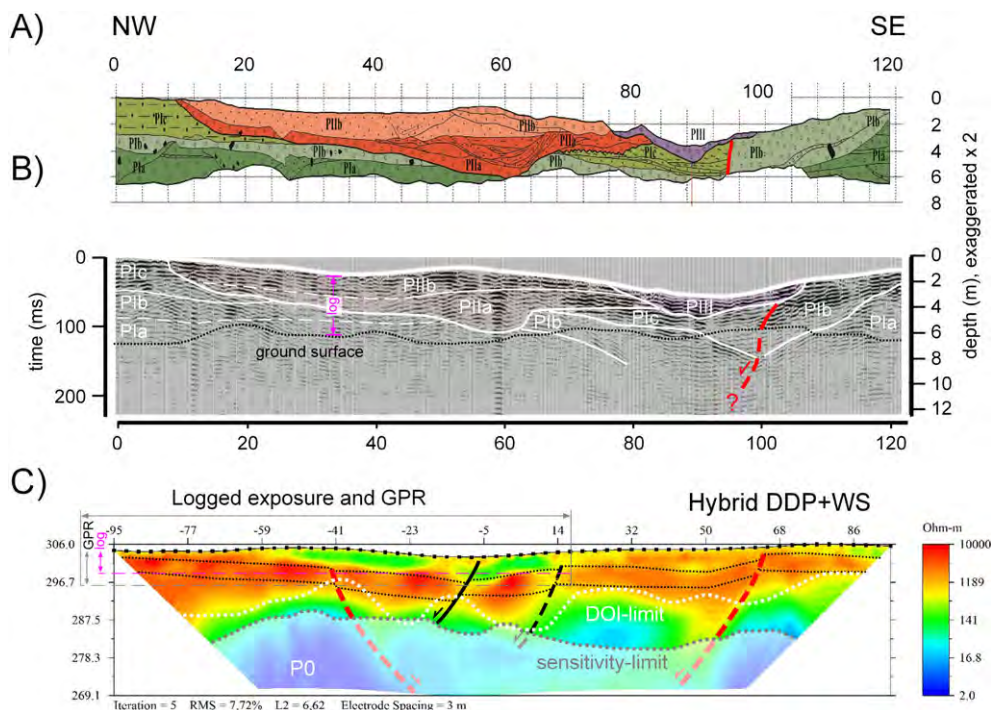 A)
NW
SE
0 20 40 60 80 100 120
PIc PIIb PIIb PIII PIb
PIb PIIa PIIa PIb PIc PIb PIa
PIa
0
2
4
6
8
B)
time (ms)
0
100
200
PIc PIIb PIII PIb
PIb PIIa PIb PIc PIa
PIa
log
ground surface
?
0
2
4
6
8
10
12
depth (m), exaggerated x 2
0 20 40 60 80 100 120
C)
Logged exposure and GPR
Hybrid DDP+WS
-95 -77 -59 -41 -23 -5 14 32 50 68 86
GPR
log
306.0
296.7
287.5
278.3
269.1
DOI-limit
sensitivity-limit
P0
Ohm-m
10000
1189
141
16.8
2.0
Iteration = 5 RMS = 7,72% L2 = 6,62 Electrode Spacing = 3 m